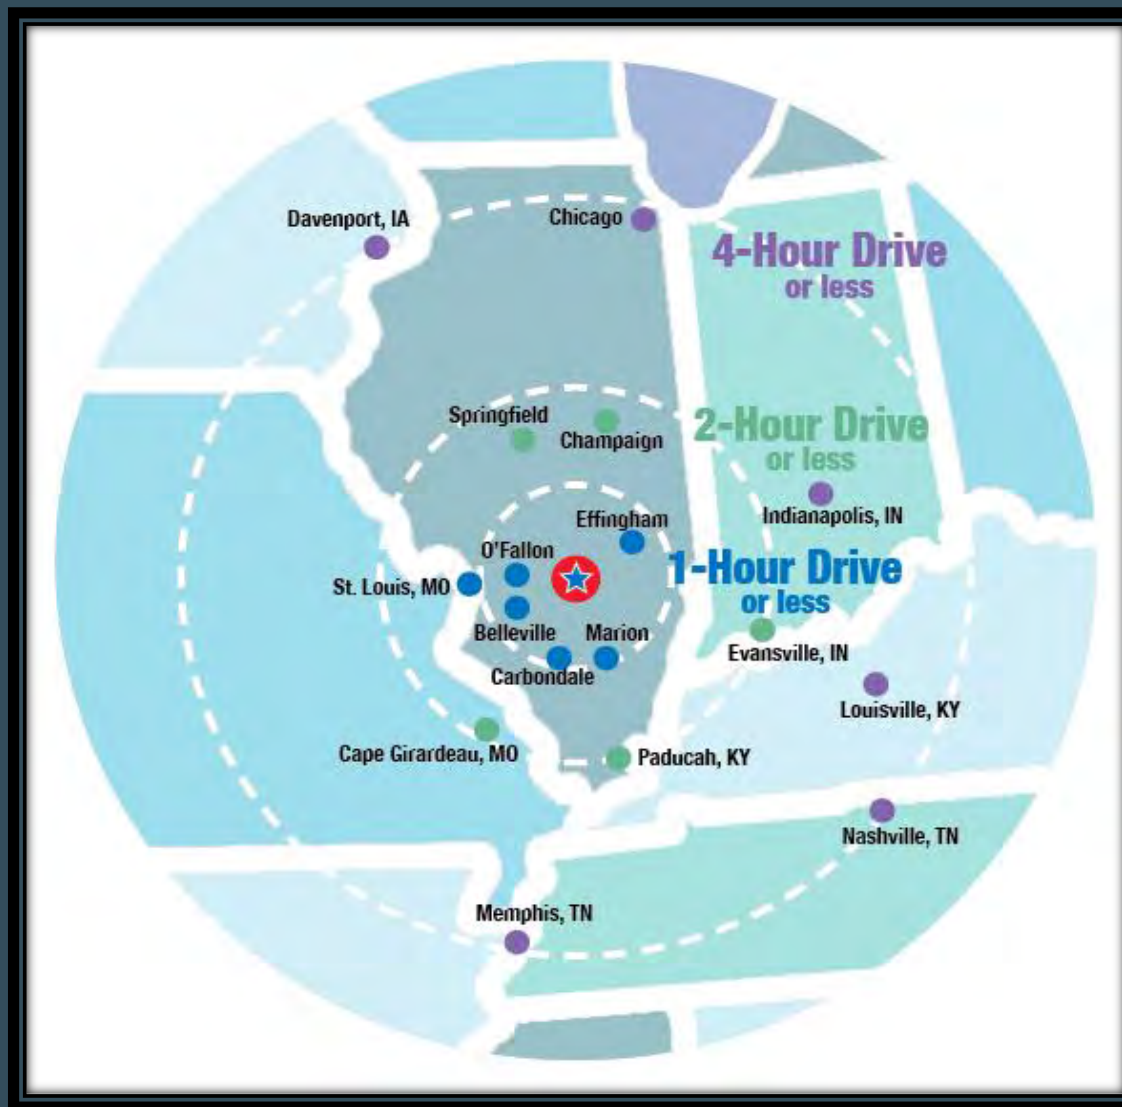 Davenport, IA
Chicago
4-Hour Drive
or less
Springfield
Champaign
2-Hour Drive
or less
Indianapolis, IN
Effingham
O'Fallon
St. Louis, MO
1-Hour Drive
or less
Belleville
Marion
Carbondale
Evansville, IN
Louisville, KY
Cape Girardeau, MO
Paducah, KY
Nashville, TN
Memphis, TN